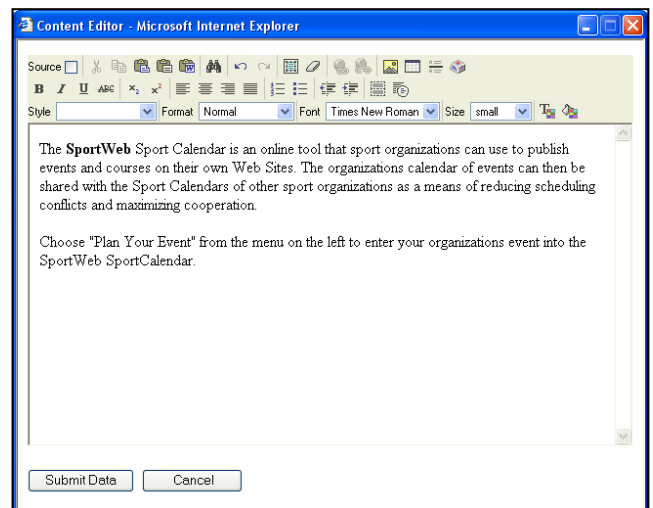 Content Editor - Microsoft Internet Explorer
Source
B I U ABC x₂ x²
Style Format Normal Font Times New Roman Size small
The SportWeb Sport Calendar is an online tool that sport organizations can use to publish
events and courses on their own Web Sites. The organizations calendar of events can then be
shared with the Sport Calendars of other sport organizations as a means of reducing scheduling
conflicts and maximizing cooperation.
Choose "Plan Your Event" from the menu on the left to enter your organizations event into the
SportWeb SportCalendar.
Submit Data Cancel